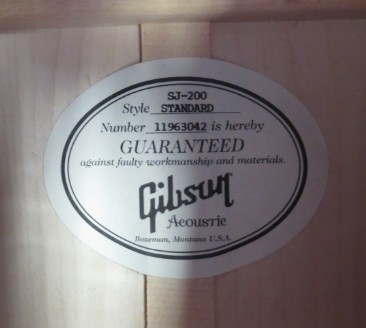 SJ-200
Style STANDARD
Number 11963042 is hereby
GUARANTEED
against faulty workmanship and materials.
Gibson
Acoustic
Bozeman, Montana U.S.A.